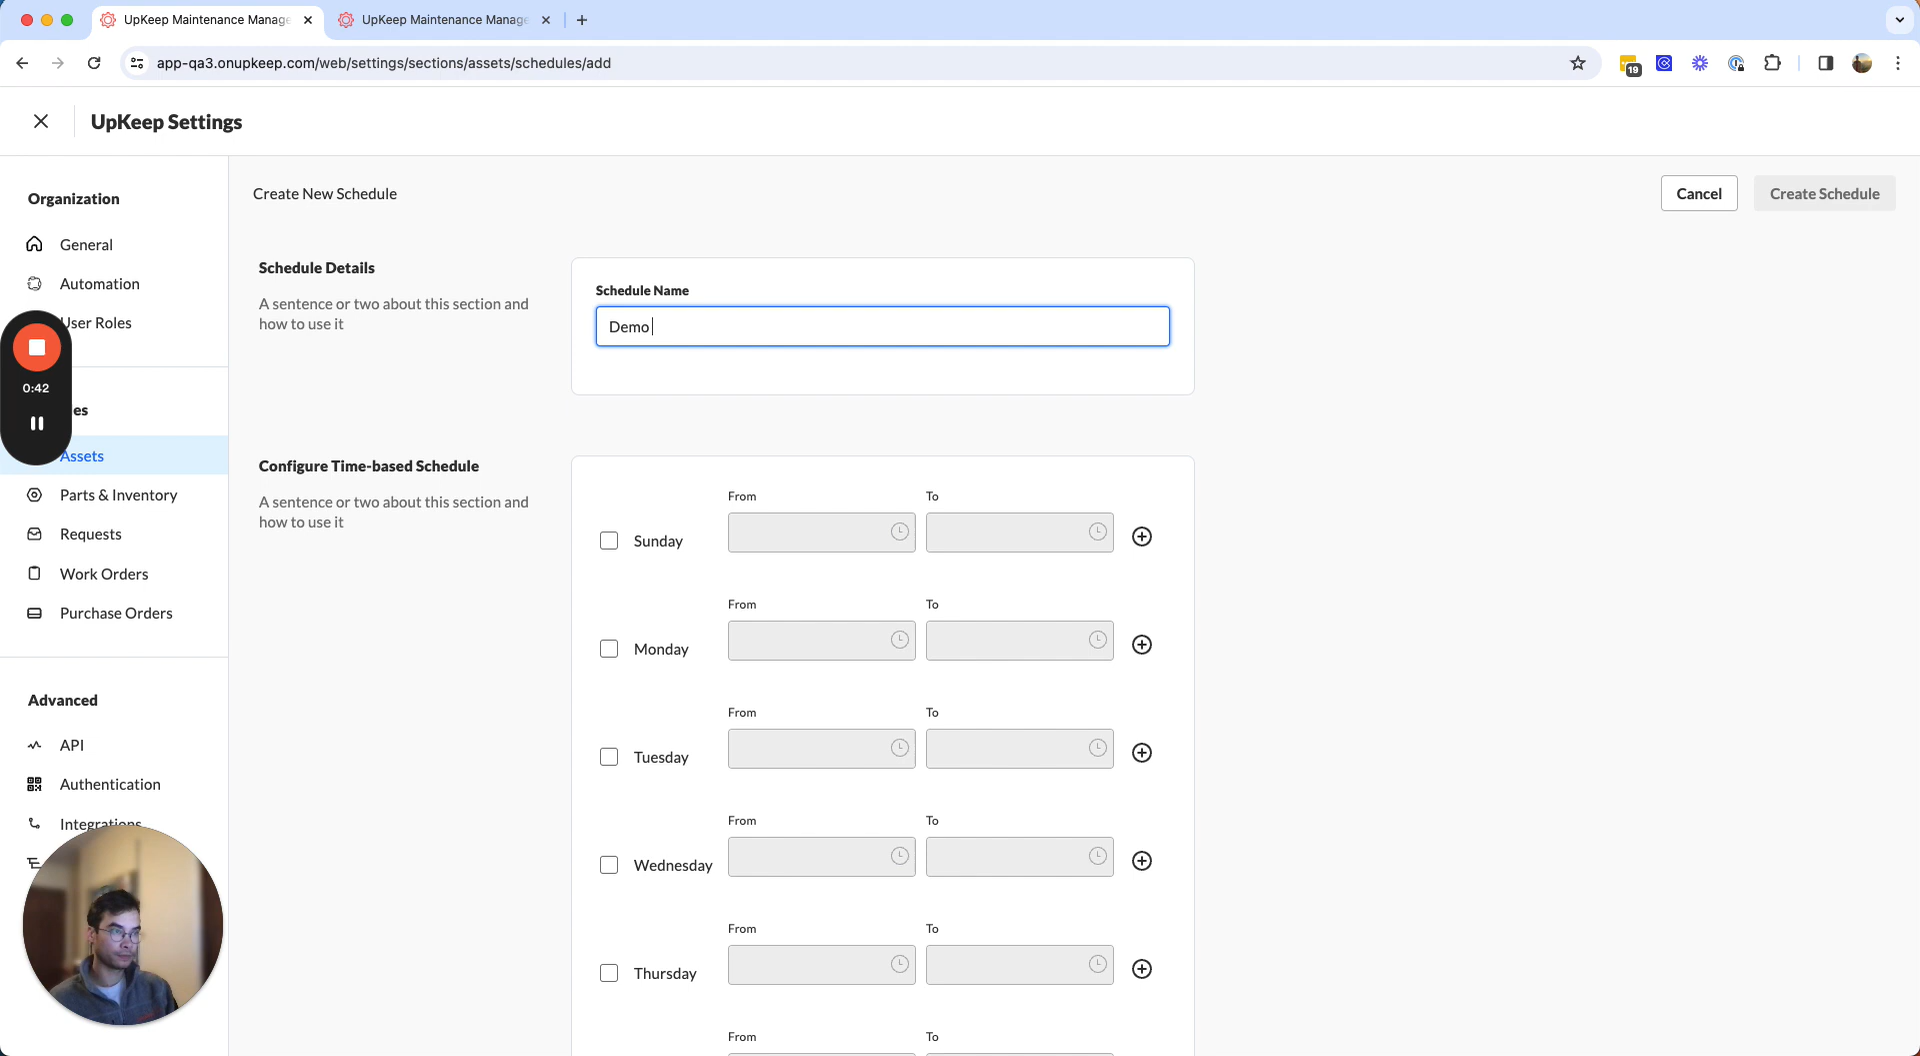 UpKeep Maintenance Manage
UpKeep Maintenance Manage
app-qa3.onupkeep.com/web/settings/sections/assets/schedules/add
19
UpKeep Settings
Organization
General
Automation
User Roles
0:42
es
Assets
Parts & Inventory
Requests
Work Orders
Purchase Orders
Advanced
API
Authentication
Integrations
Create New Schedule
Cancel
Create Schedule
Schedule Details
A sentence or two about this section and
how to use it
Schedule Name
Demo
Configure Time-based Schedule
A sentence or two about this section and
how to use it
From To
Sunday
From To
Monday
From To
Tuesday
From To
Wednesday
From To
Thursday
From To